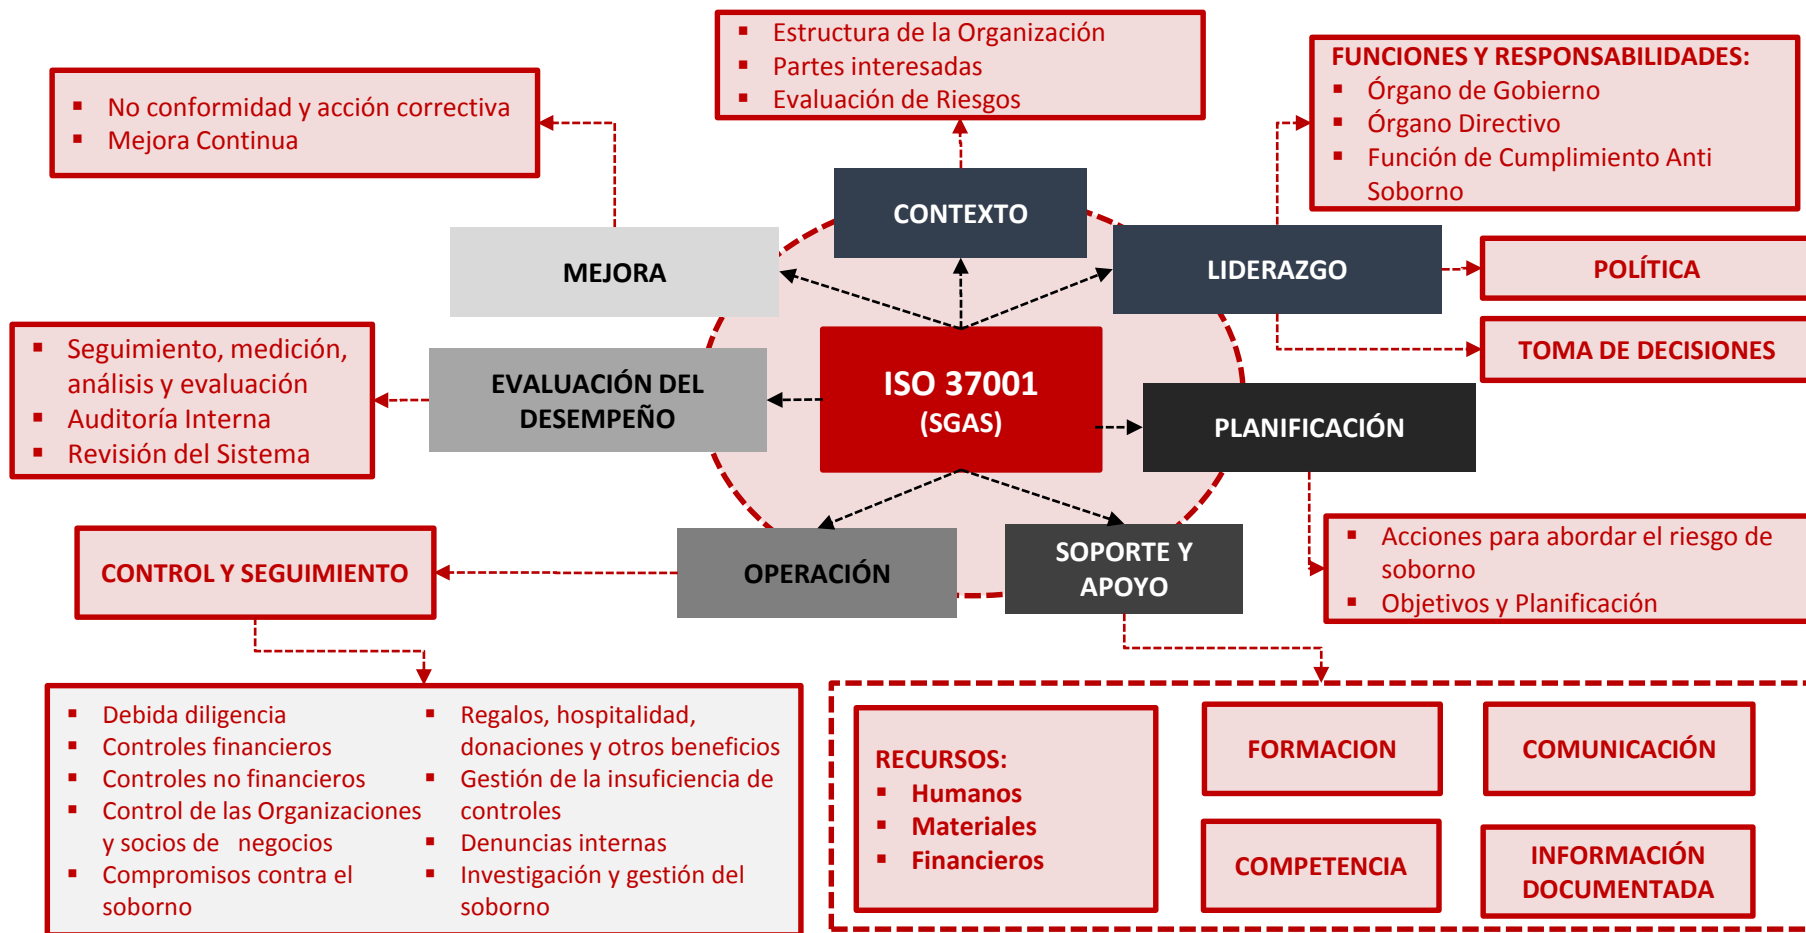 ▪ Estructura de la Organización
▪ Partes interesadas
▪ Evaluación de Riesgos
FUNCIONES Y RESPONSABILIDADES:
▪ Órgano de Gobierno
▪ Órgano Directivo
▪ Función de Cumplimiento Anti
Soborno
▪ No conformidad y acción correctiva
▪ Mejora Continua
CONTEXTO
MEJORA
LIDERAZGO
POLÍTICA
TOMA DE DECISIONES
▪ Seguimiento, medición,
análisis y evaluación
▪ Auditoría Interna
▪ Revisión del Sistema
EVALUACIÓN DEL
DESEMPEÑO
ISO 37001
(SGAS)
PLANIFICACIÓN
▪ Acciones para abordar el riesgo de
soborno
▪ Objetivos y Planificación
CONTROL Y SEGUIMIENTO
OPERACIÓN
SOPORTE Y
APOYO
▪ Debida diligencia
▪ Controles financieros
▪ Controles no financieros
▪ Control de las Organizaciones
y socios de negocios
▪ Compromisos contra el
soborno
▪ Regalos, hospitalidad,
donaciones y otros beneficios
▪ Gestión de la insuficiencia de
controles
▪ Denuncias internas
▪ Investigación y gestión del
soborno
RECURSOS:
▪ Humanos
▪ Materiales
▪ Financieros
FORMACION
COMUNICACIÓN
COMPETENCIA
INFORMACIÓN
DOCUMENTADA